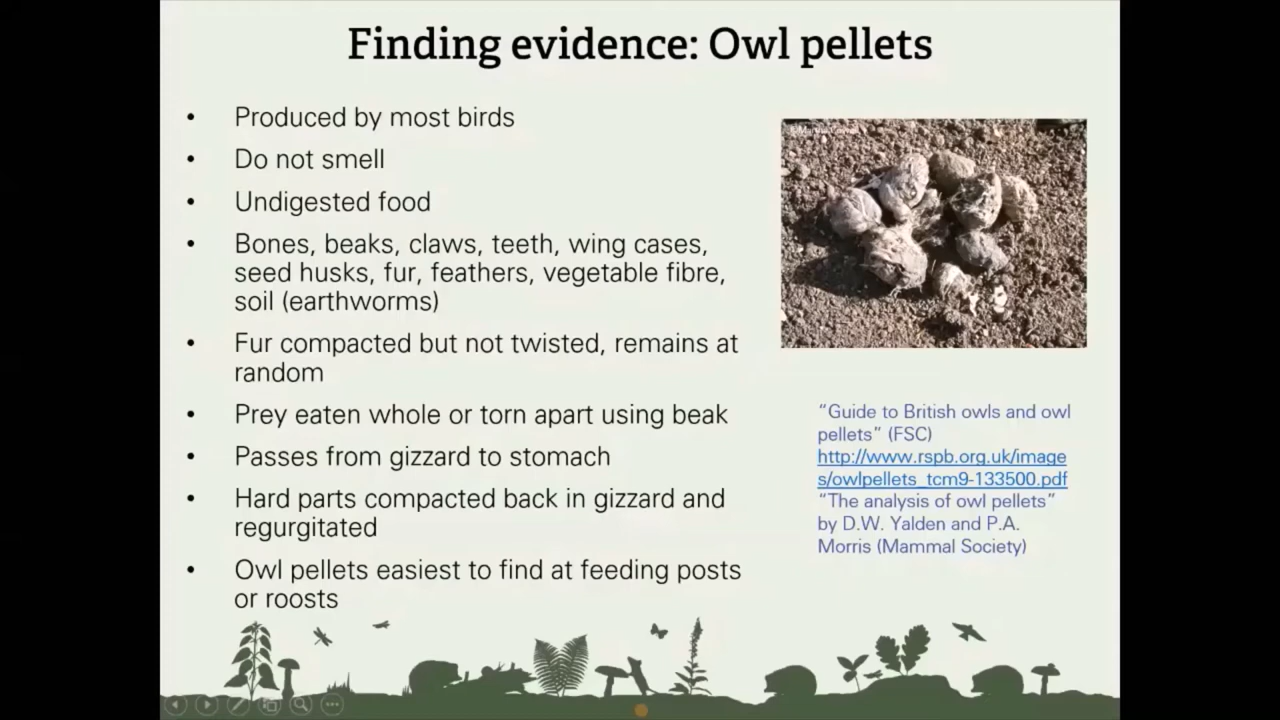 Finding evidence: Owl pellets
• Produced by most birds
• Do not smell
• Undigested food
• Bones, beaks, claws, teeth, wing cases,
seed husks, fur, feathers, vegetable fibre,
soil (earthworms)
• Fur compacted but not twisted, remains at
random
• Prey eaten whole or torn apart using beak
• Passes from gizzard to stomach
• Hard parts compacted back in gizzard and
regurgitated
• Owl pellets easiest to find at feeding posts
or roosts
“Guide to British owls and owl
pellets” (FSC)
http://www.rspb.org.uk/image
s/owlpellets_tcm9-133500.pdf
“The analysis of owl pellets”
by D.W. Yalden and P.A.
Morris (Mammal Society)